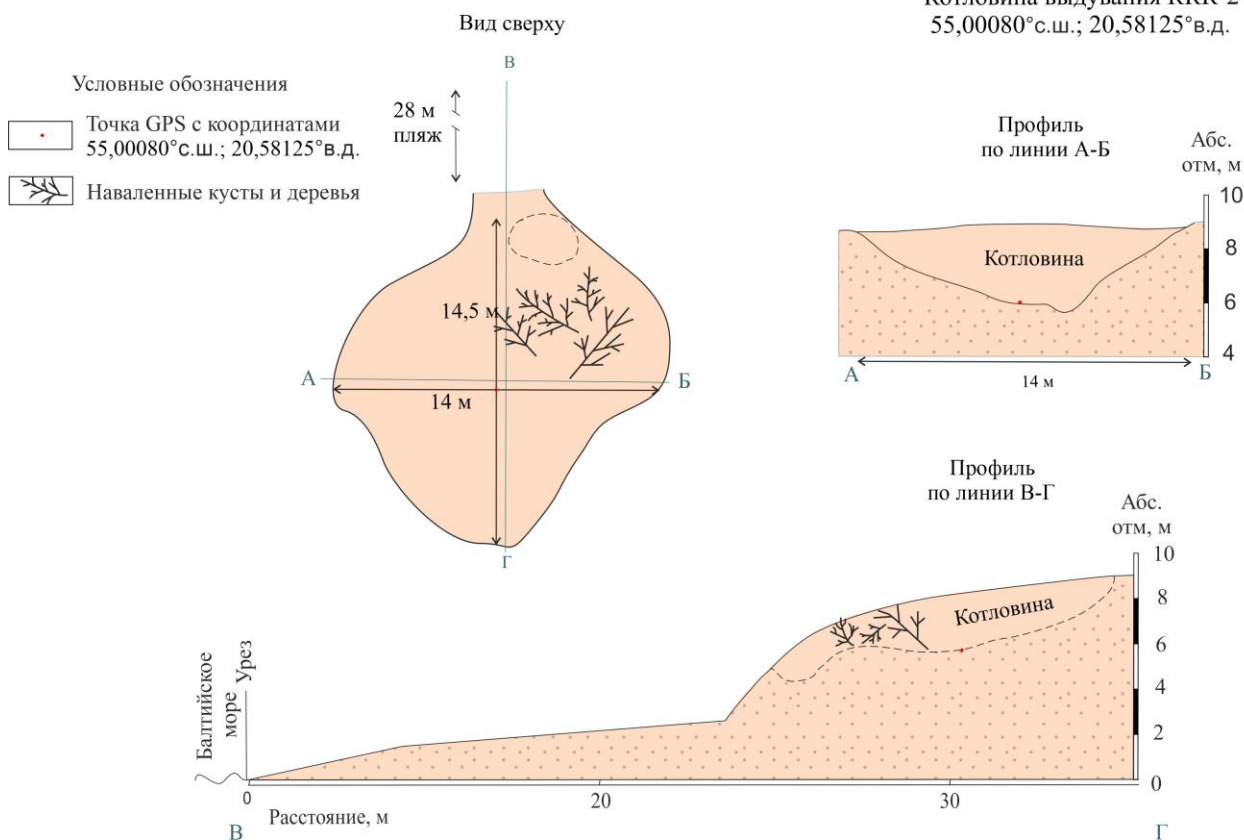 Котловина выдувания KKK-2
55,00080°с.ш.; 20,58125°в.д.
Вид сверху
В
Условные обозначения
Точка GPS с координатами
55,00080°с.ш.; 20,58125°в.д.
Наваленные кусты и деревья
28 м
пляж
14,5 м
А
Б
14 м
Г
Профиль
по линии А-Б
Абс.
отм, м
10
8
6
4
Котловина
А
14 м
Б
Профиль
по линии В-Г
Абс.
отм, м
10
8
6
4
2
0
Котловина
Балтийское
море
Урез
0
20
30
Расстояние, м
В
Г